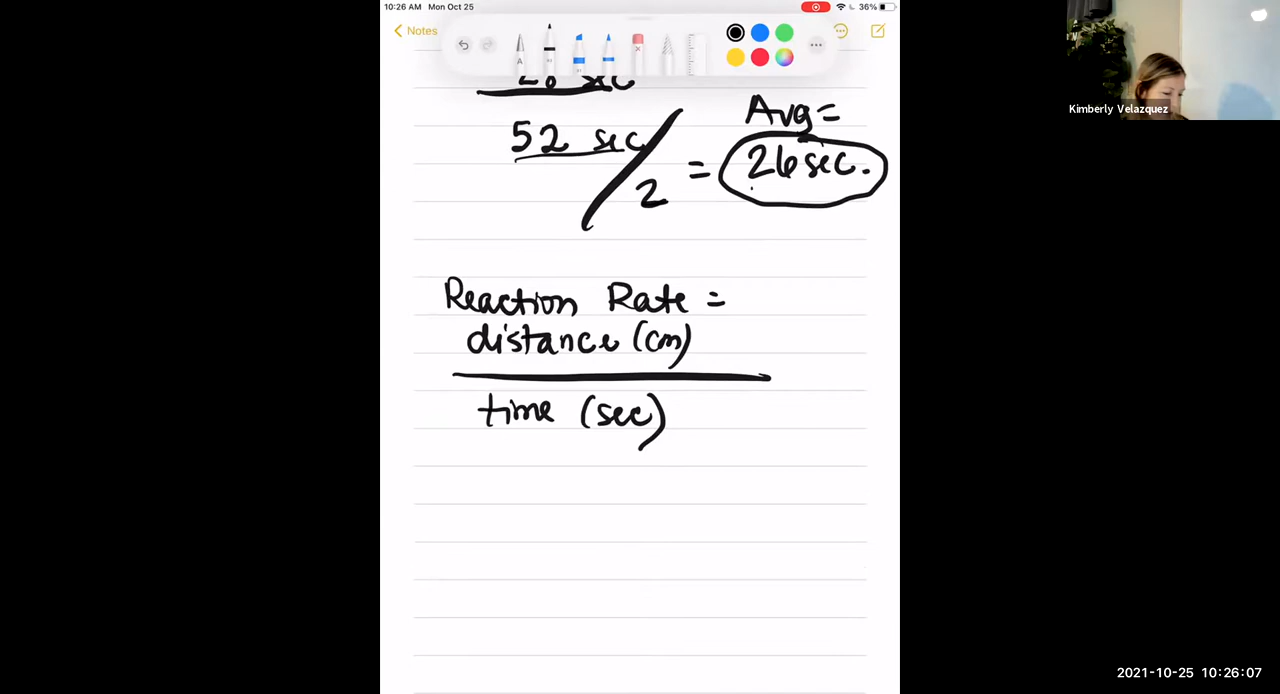 10:26 AM Mon Oct 25
36%
Notes
A
Kimberly Velazquez
Avg =
52 sec
/ 2 = 26 sec.
Reaction Rate =
distance (cm)
time (sec)
2021-10-25 10:26:07